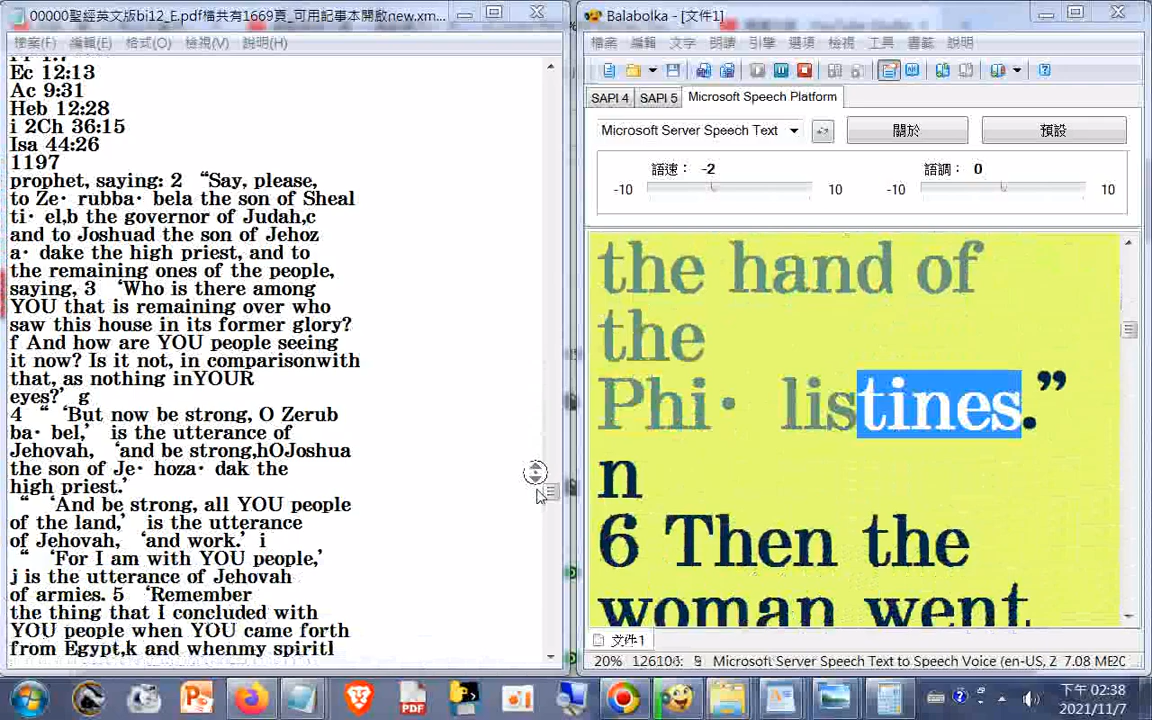 00000聖經英文版bi12_E.pdf檔共有1669頁_可用記事本開啟new.xm...
檔案(F) 編輯(E) 格式(O) 檢視(V) 說明(H)
Ec 12:13
Ac 9:31
Heb 12:28
i 2Ch 36:15
Isa 44:26
1197
prophet, saying: 2 “Say, please,
to Ze· rubba· bela the son of Sheal
ti· el,b the governor of Judah,c
and to Joshuad the son of Jehoz
a· dake the high priest, and to
the remaining ones of the people,
saying, 3 ‘Who is there among
YOU that is remaining over who
saw this house in its former glory?
f And how are YOU people seeing
it now? Is it not, in comparisonwith
that, as nothing inYOUR
eyes?’ g
4 “ ‘But now be strong, O Zerub
ba· bel,’ is the utterance of
Jehovah, ‘and be strong,hOJoshua
the son of Je· hoza· dak the
high priest.’
“ ‘And be strong, all YOU people
of the land,’ is the utterance
of Jehovah, ‘and work.’ i
“ ‘For I am with YOU people,’
j is the utterance of Jehovah
of armies. 5 ‘Remember
the thing that I concluded with
YOU people when YOU came forth
from Egypt,k and whenmy spiritl
Balabolka - [文件1]
檔案 編輯 文字 朗讀 引擎 選項 檢視 工具 書籤 說明
SAPI 4 SAPI 5 Microsoft Speech Platform
Microsoft Server Speech Text 關於 預設
語速： -2 語調： 0
-10 10 -10 10
the hand of
the
Phi· listines.”
n
6 Then the
woman went
文件1
20% Microsoft Server Speech Text to Speech Voice (en-US, Z 7.08 ME
PDF
下午 02:38
2021/11/7